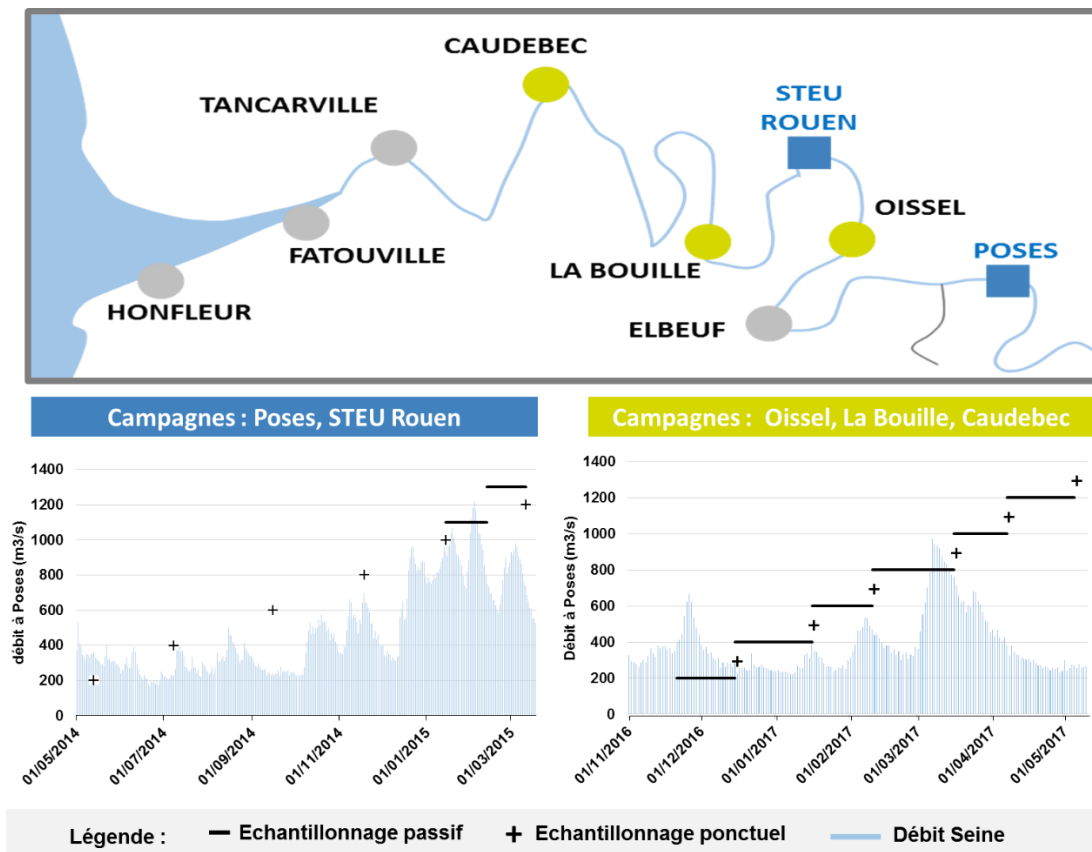 CAUDEBEC
TANCARVILLE
STEU
ROUEN
OISSEL
FATOUVILLE
LA BOUILLE
POSES
HONFLEUR
ELBEUF
Campagnes : Poses, STEU Rouen
débit à Poses (m3/s)
1400
1200
1000
800
600
400
200
0
01/05/2014
01/07/2014
01/09/2014
01/11/2014
01/01/2015
01/03/2015
Campagnes : Oissel, La Bouille, Caudebec
Débit à Poses (m3/s)
1400
1200
1000
800
600
400
200
0
01/11/2016
01/12/2016
01/01/2017
01/02/2017
01/03/2017
01/04/2017
01/05/2017
Légende : Echantillonnage passif + Echantillonnage ponctuel Débit Seine